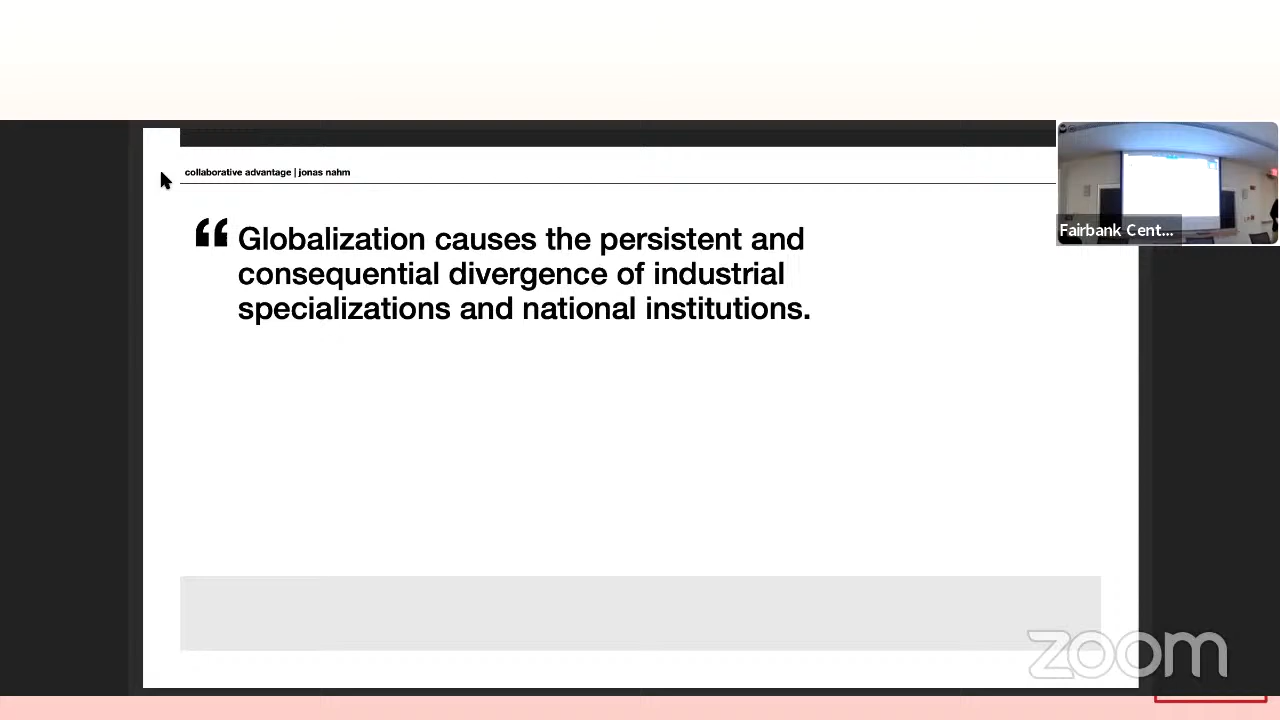 collaborative advantage | jonas nahm
“ Globalization causes the persistent and
consequential divergence of industrial
specializations and national institutions.
Fairbank Cent...
zoom